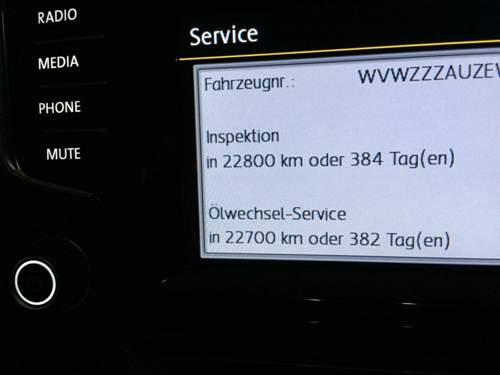 RADIO
MEDIA
PHONE
MUTE
Service
Fahrzeugnr.: WVWZZZAUZE
Inspektion
in 22800 km oder 384 Tag(en)
Ölwechsel-Service
in 22700 km oder 382 Tag(en)